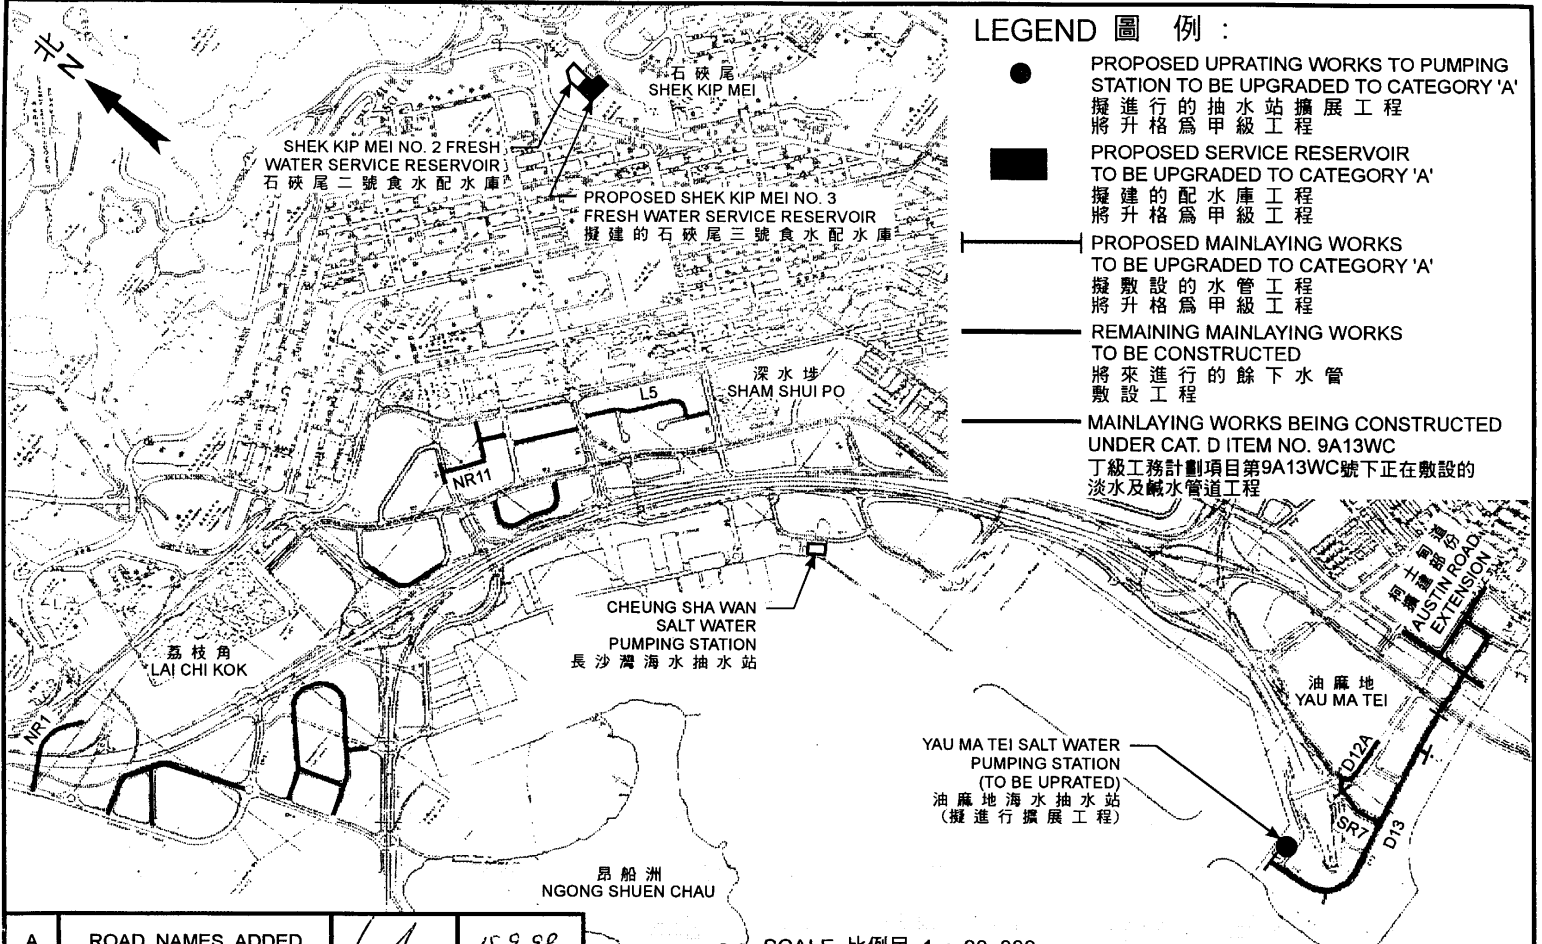 北
N
石硤尾
SHEK KIP MEI
SHEK KIP MEI NO. 2 FRESH
WATER SERVICE RESERVOIR
石硤尾二號食水配水庫
PROPOSED SHEK KIP MEI NO. 3
FRESH WATER SERVICE RESERVOIR
擬建的石硤尾三號食水配水庫
LEGEND 圖 例 :
PROPOSED UPRATING WORKS TO PUMPING
STATION TO BE UPGRADED TO CATEGORY 'A'
擬進行的抽水站擴展工程
將升格爲甲級工程
PROPOSED SERVICE RESERVOIR
TO BE UPGRADED TO CATEGORY 'A'
擬建的配水庫工程
將升格爲甲級工程
PROPOSED MAINLAYING WORKS
TO BE UPGRADED TO CATEGORY 'A'
擬敷設的水管工程
將升格爲甲級工程
REMAINING MAINLAYING WORKS
TO BE CONSTRUCTED
將來進行的餘下水管
敷設工程
MAINLAYING WORKS BEING CONSTRUCTED
UNDER CAT. D ITEM NO. 9A13WC
丁級工務計劃項目第9A13WC號下正在敷設的
淡水及鹹水管道工程
深水埗
SHAM SHUI PO
L5
NR11
CHEUNG SHA WAN
SALT WATER
PUMPING STATION
長沙灣海水抽水站
荔枝角
LAI CHI KOK
NR1
柯士甸道
擴建部份
AUSTIN ROAD
EXTENSION
油麻地
YAU MA TEI
YAU MA TEI SALT WATER
PUMPING STATION
(TO BE UPRATED)
油麻地海水抽水站
(擬進行擴展工程)
D12A
SR7
D13
昂船洲
NGONG SHUEN CHAU
A ROAD NAMES ADDED
SCALE 比例尺 1 : 20 000